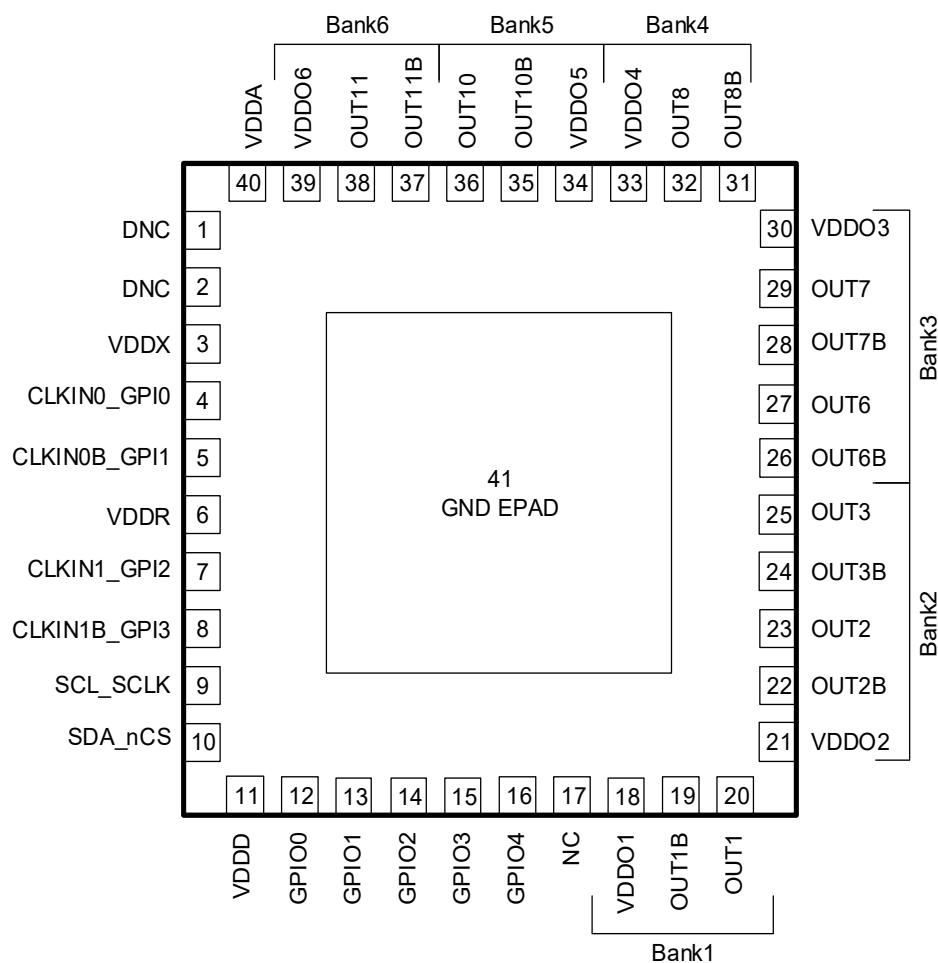 Bank6
Bank5
Bank4
VDDA
VDDO6
OUT11
OUT11B
OUT10
OUT10B
VDDO5
VDDO4
OUT8
OUT8B
40
39
38
37
36
35
34
33
32
31
DNC
1
DNC
2
VDDX
3
CLKIN0_GPI0
4
CLKIN0B_GPI1
5
VDDR
6
CLKIN1_GPI2
7
CLKIN1B_GPI3
8
SCL_SCLK
9
SDA_nCS
10
41
GND EPAD
30
VDDO3
29
OUT7
28
OUT7B
27
OUT6
26
OUT6B
25
OUT3
24
OUT3B
23
OUT2
22
OUT2B
21
VDDO2
Bank3
Bank2
11
12
13
14
15
16
17
18
19
20
VDDD
GPIO0
GPIO1
GPIO2
GPIO3
GPIO4
NC
VDDO1
OUT1B
OUT1
Bank1